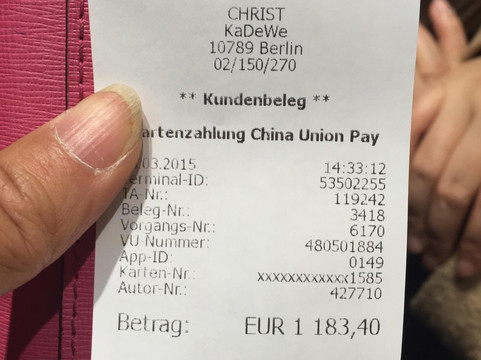 CHRIST
KaDeWe
10789 Berlin
02/150/270
** Kundenbeleg **
artenzahlung China Union Pay
.03.2015 14:33:12
erminal-ID: 53502255
TA-Nr.: 119242
Beleg-Nr.: 3418
Vorgangs-Nr.: 6170
VU-Nummer: 480501884
App-ID: 0149
Karten-Nr.: xxxxxxxxxxxx1585
Autor-Nr.: 427710
Betrag: EUR 1 183,40